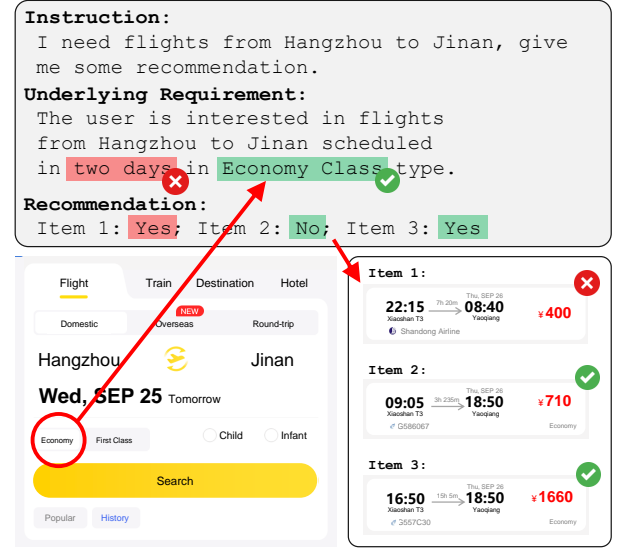 Instruction:
I need flights from Hangzhou to Jinan, give
me some recommendation.
Underlying Requirement:
The user is interested in flights
from Hangzhou to Jinan scheduled
in two days in Economy Class type.
Recommendation:
Item 1: Yes; Item 2: No; Item 3: Yes
Flight Train Destination Hotel
NEW
Domestic Overseas Round-trip
Hangzhou Jinan
Wed, SEP 25 Tomorrow
Economy First Class Child Infant
Search
Popular History
Item 1:
Thu, SEP 26
22:15 7h 20m 08:40 ¥400
Xiaoshan T3 Yaoqiang
Shandong Airline
Item 2:
Thu, SEP 26
09:05 3h 235m 18:50 ¥710
Xiaoshan T3 Yaoqiang
G586067 Economy
Item 3:
Thu, SEP 26
16:50 15h 5m 18:50 ¥1660
Xiaoshan T3 Yaoqiang
G557C30 Economy